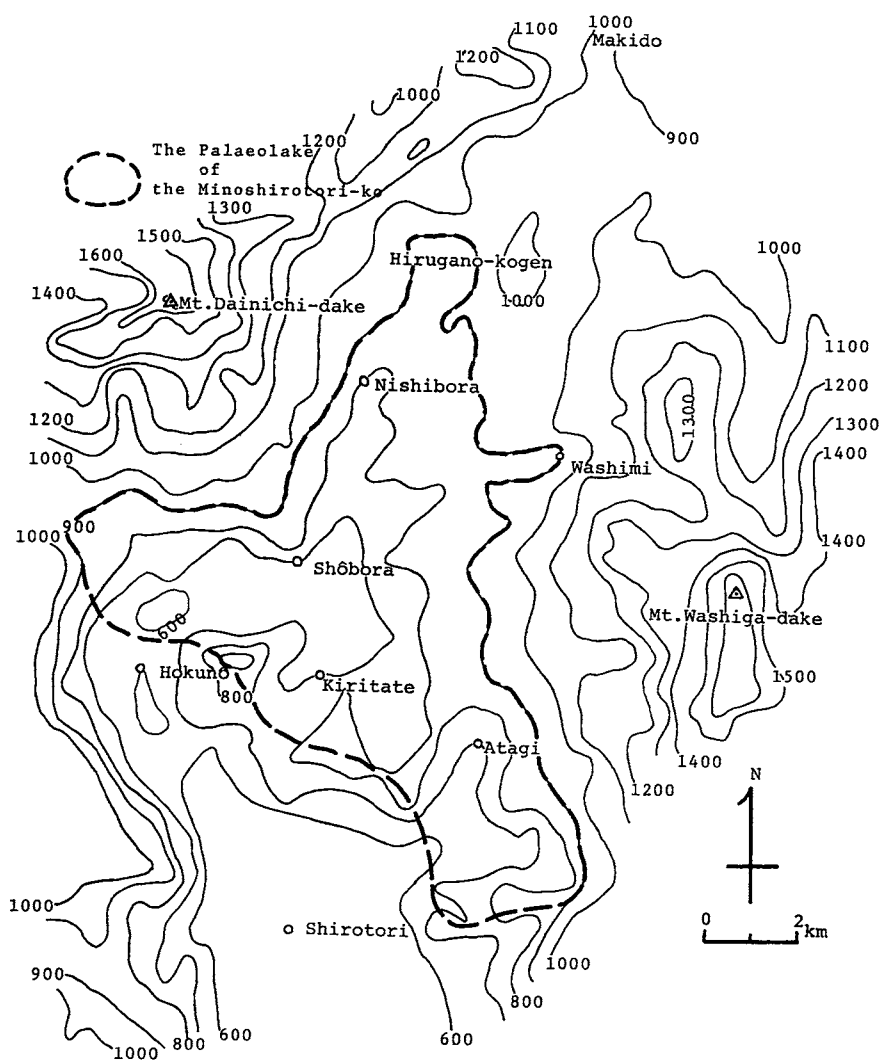 1100
1000
Makido
1200
1000
1200
900
The Palaeolake
of
the Minoshirotori-ko
1300
1500
1600
1400
Mt.Dainichi-dake
Hirugano-kogen
1000
1000
1100
1200
1300
1400
1300
Nishibora
1200
1000
Washimi
900
1000
1400
Shôbora
600
Mt.Washiga-dake
Hokuno
800
Kiritate
1500
Atagi
1400
1200
N
1000
Shirotori
0 2
km
1000
900
800
600
800
600
1000